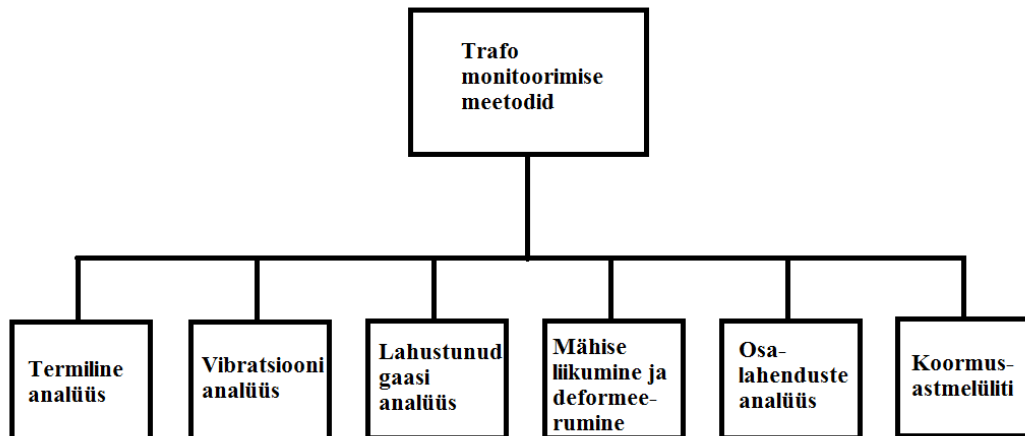 Trafo
monitoorimise
meetodid
Termiline
analüüs
Vibratsiooni
analüüs
Lahustunud
gaasi
analüüs
Mähise
liikumine ja
deformee-
rumine
Osa-
lahenduste
analüüs
Koormus-
astmelüliti